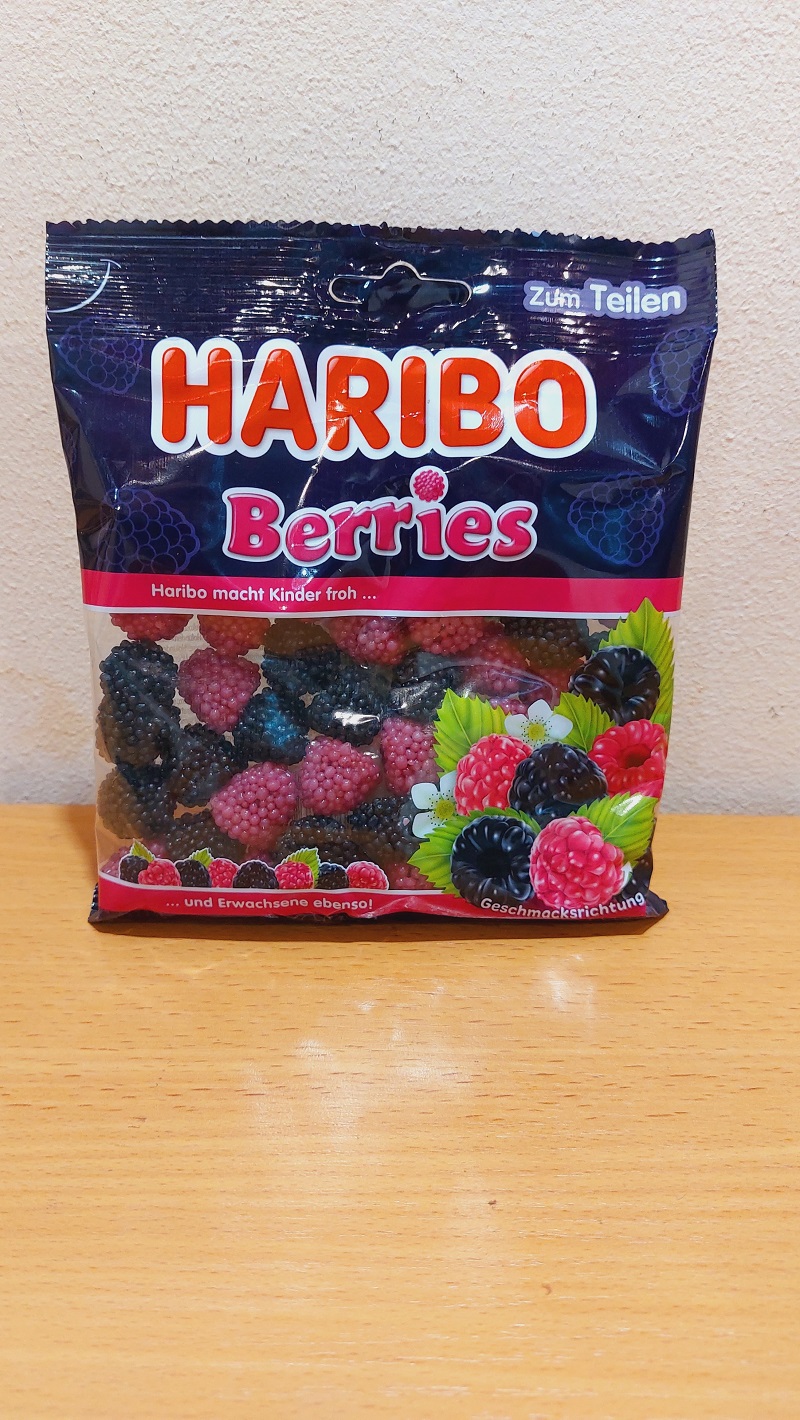 Zum Teilen
HARIBO
Berries
Haribo macht Kinder froh ...
... und Erwachsene ebenso!
Geschmacksrichtung